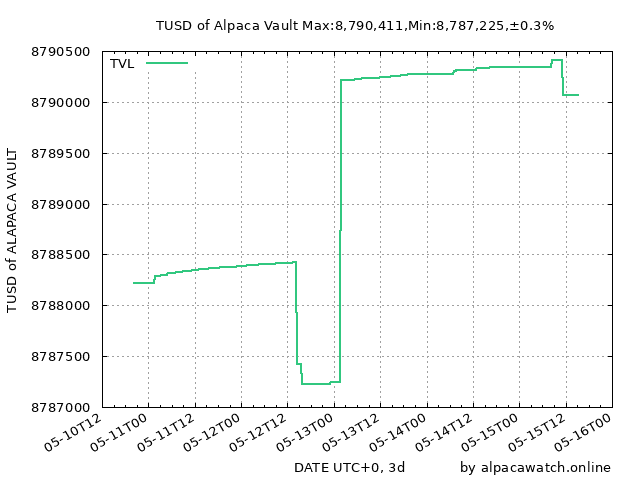 TUSD of Alpaca Vault Max:8,790,411,Min:8,787,225,±0.3%
TVL
8790500
8790000
8789500
8789000
8788500
8788000
8787500
8787000
TUSD of ALAPACA VAULT
05-10T12
05-11T00
05-11T12
05-12T00
05-12T12
05-13T00
05-13T12
05-14T00
05-14T12
05-15T00
05-15T12
05-16T00
DATE UTC+0, 3d
by alpacawatch.online